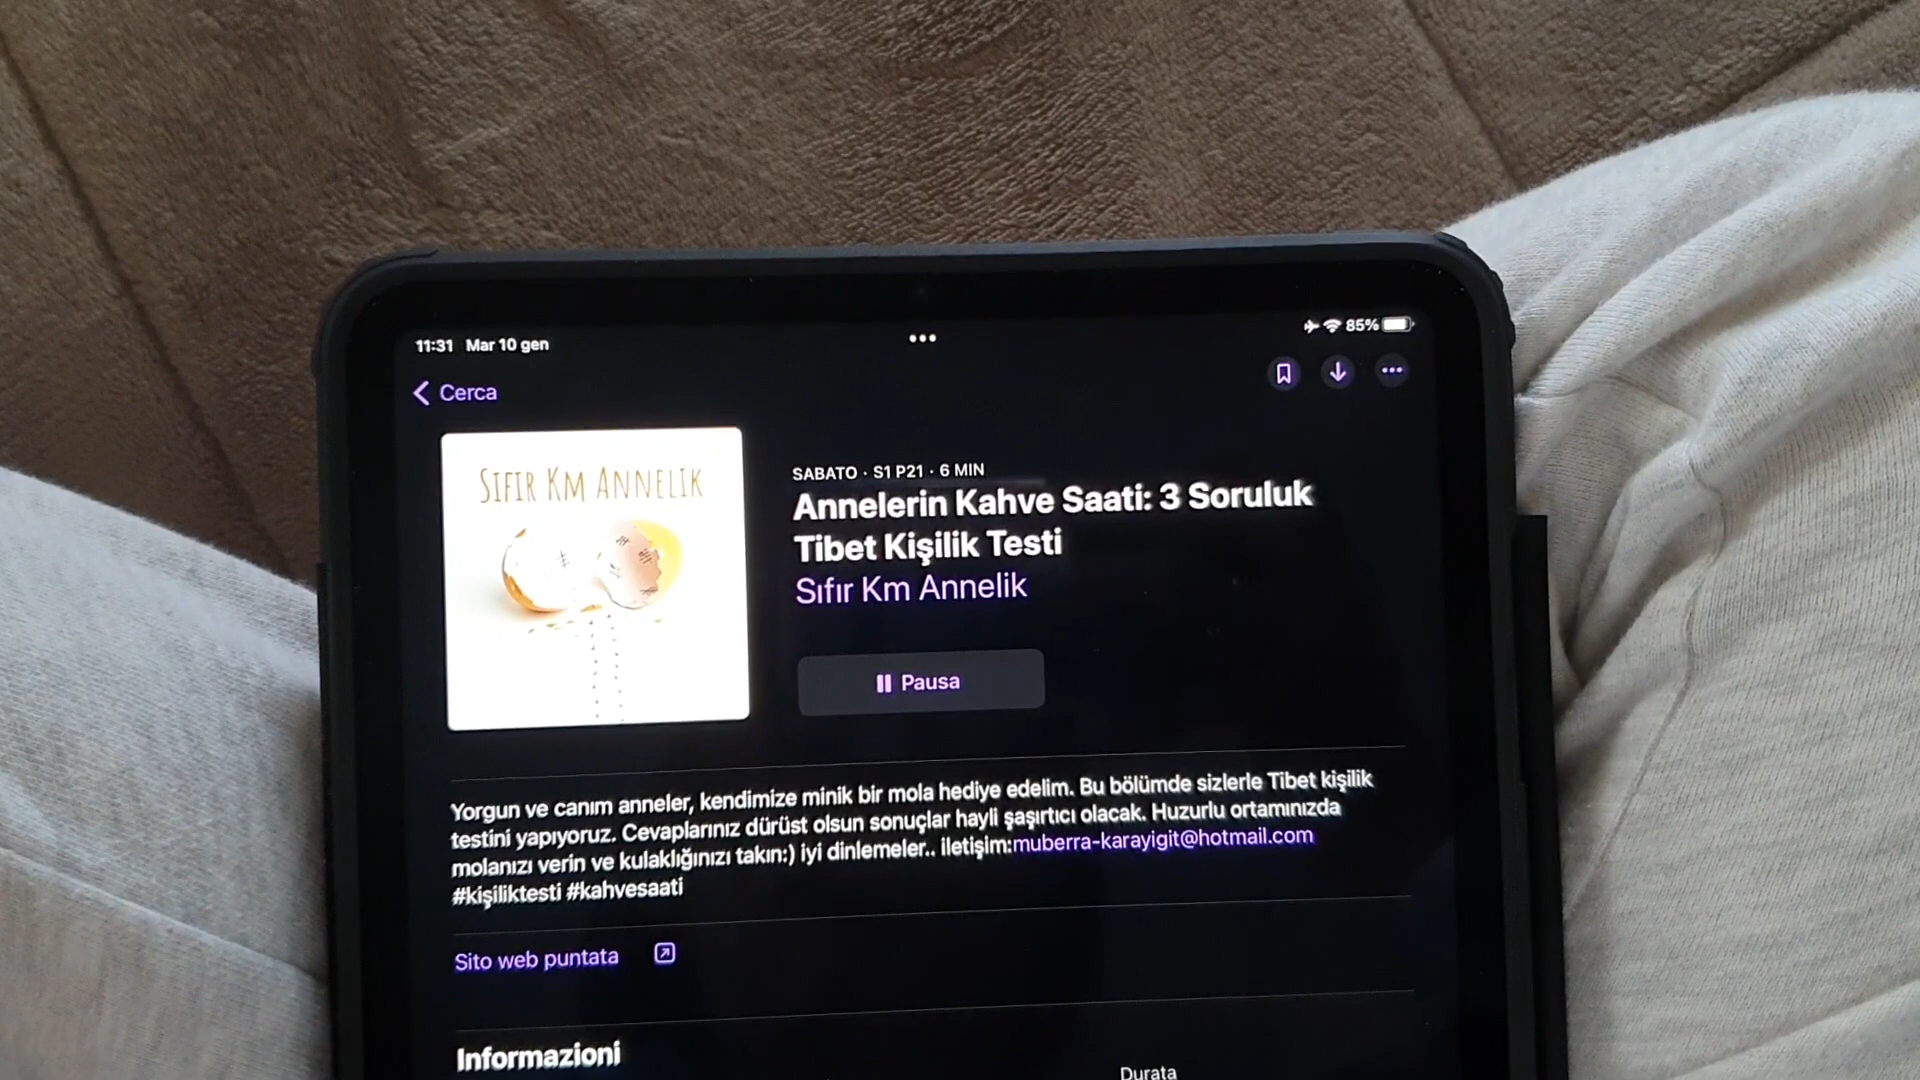 11:31 Mar 10 gen
85%
Cerca
SIFIR KM ANNELIK
SABATO · S1 P21 · 6 MIN
Annelerin Kahve Saati: 3 Soruluk
Tibet Kişilik Testi
Sıfır Km Annelik
Pausa
Yorgun ve canım anneler, kendimize minik bir mola hediye edelim. Bu bölümde sizlerle Tibet kişilik
testini yapıyoruz. Cevaplarınız dürüst olsun sonuçlar hayli şaşırtıcı olacak. Huzurlu ortamınızda
molanızı verin ve kulaklığınızı takın:) iyi dinlemeler.. iletişim:muberra-karayigit@hotmail.com
#kişiliktesti #kahvesaati
Sito web puntata
Informazioni
Durata